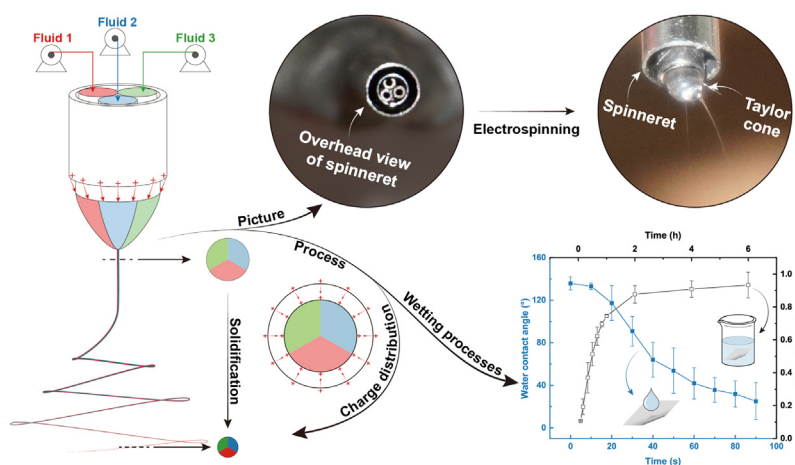 Fluid 2
Fluid 1
Fluid 3
Overhead view
of spinneret
Electrospinning
Spinneret
Taylor
cone
Picture
Process
Wetting processes
Charge distribution
Solidification
Time (h)
0 2 4 6
Water contact angle (°)
160
120
80
40
0
1.0
0.8
0.6
0.4
0.2
0.0
0 20 40 60 80 100
Time (s)